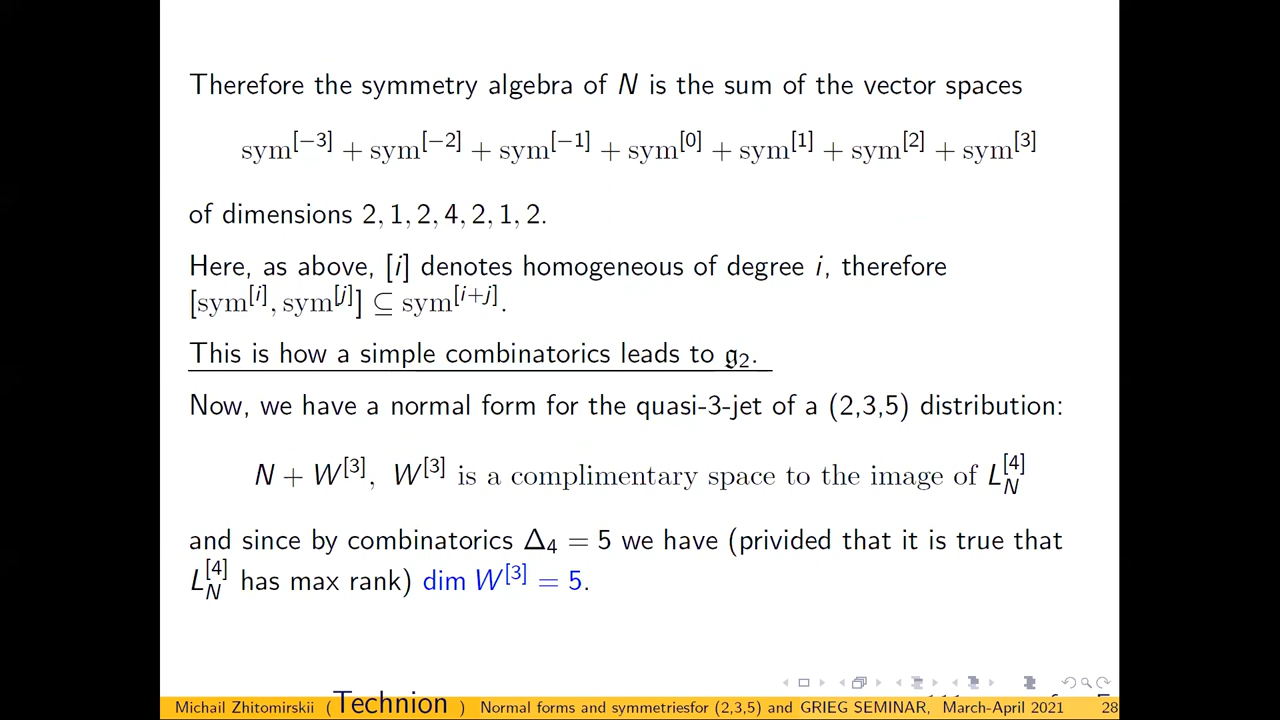 Therefore the symmetry algebra of N is the sum of the vector spaces
sym^[−3] + sym^[−2] + sym^[−1] + sym^[0] + sym^[1] + sym^[2] + sym^[3]
of dimensions 2, 1, 2, 4, 2, 1, 2.
Here, as above, [i] denotes homogeneous of degree i, therefore
[sym^[i], sym^[j]] ⊆ sym^[i+j].
This is how a simple combinatorics leads to 𝔤₂.
Now, we have a normal form for the quasi-3-jet of a (2,3,5) distribution:
N + W^[3], W^[3] is a complimentary space to the image of L_N^[4]
and since by combinatorics Δ₄ = 5 we have (privided that it is true that
L_N^[4] has max rank) dim W^[3] = 5.
Michail Zhitomirskii ( Technion ) Normal forms and symmetriesfor (2,3,5) and GRIEG SEMINAR, March-April 2021 28